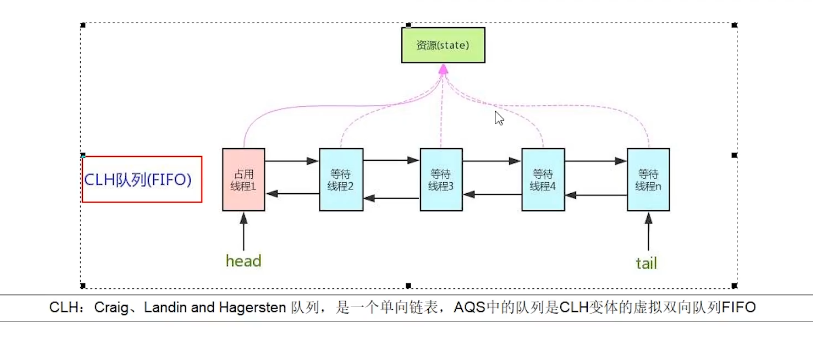 资源(state)
CLH队列(FIFO)
占用
线程1
等待
线程2
等待
线程3
等待
线程4
等待
线程n
head
tail
CLH：Craig、Landin and Hagersten 队列，是一个单向链表，AQS中的队列是CLH变体的虚拟双向队列FIFO